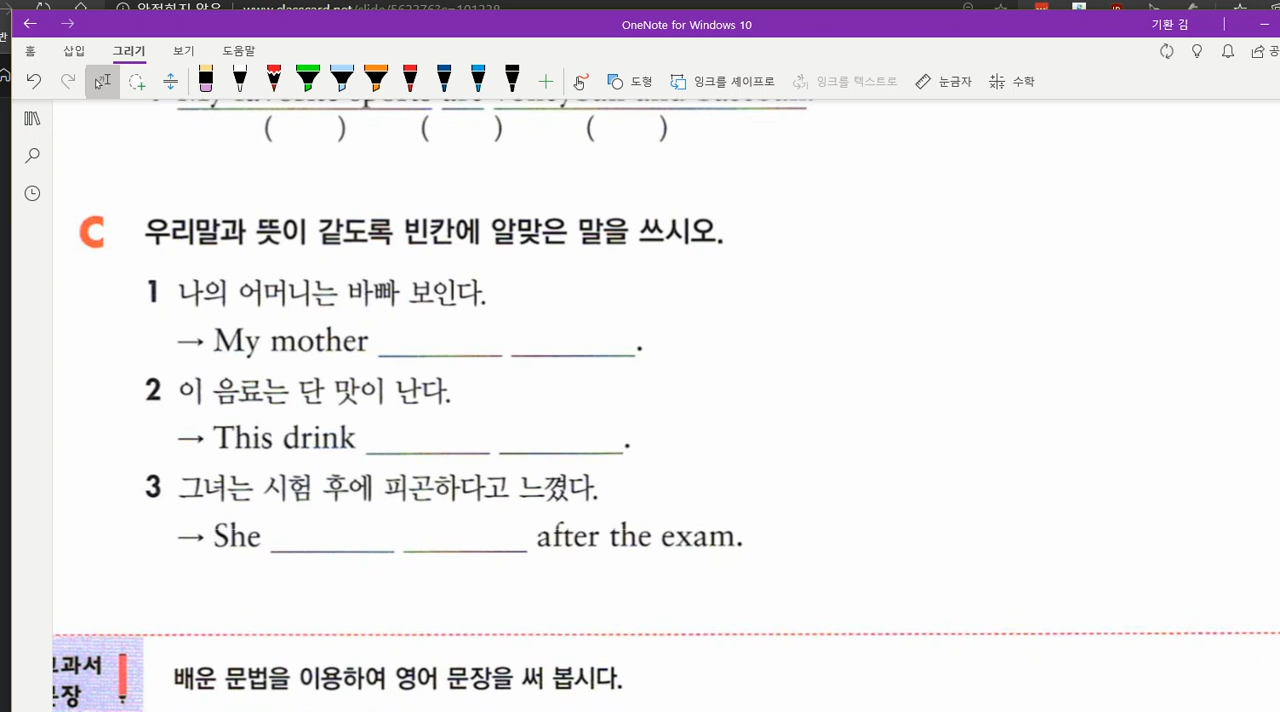 OneNote for Windows 10
기환 김
홈 삽입 그리기 보기 도움말
도형 잉크를 셰이프로 잉크를 텍스트로 눈금자 수학
( ) ( ) ( )
C 우리말과 뜻이 같도록 빈칸에 알맞은 말을 쓰시오.
1 나의 어머니는 바빠 보인다.
→ My mother ________ ________.
2 이 음료는 단 맛이 난다.
→ This drink ________ ________.
3 그녀는 시험 후에 피곤하다고 느꼈다.
→ She ________ ________ after the exam.
배운 문법을 이용하여 영어 문장을 써 봅시다.